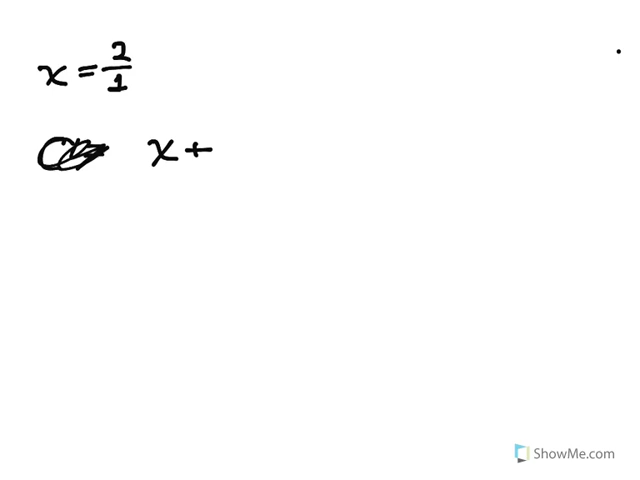 x = 2/1
x +
ShowMe.com